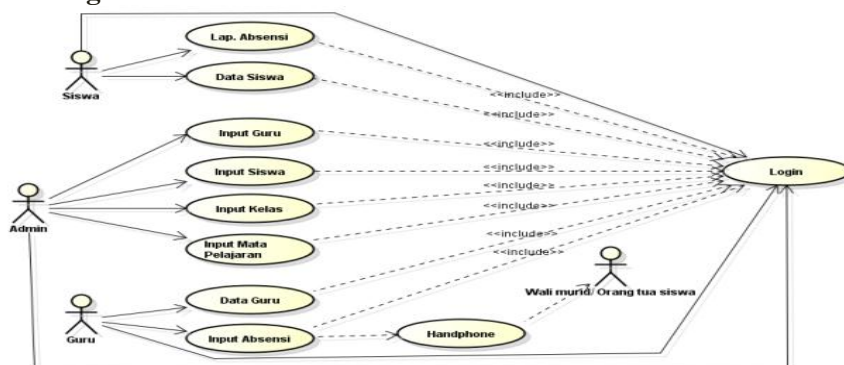 Lap. Absensi
Siswa
Data Siswa
<<include>>
<<include>>
Input Guru
<<include>>
Input Siswa
<<include>>
Login
<<include>>
Admin
Input Kelas
<<include>>
Input Mata
Pelajaran
<<include>>
<<include>>
Wali murid/ Orang tua siswa
Data Guru
Guru
Input Absensi
Handphone